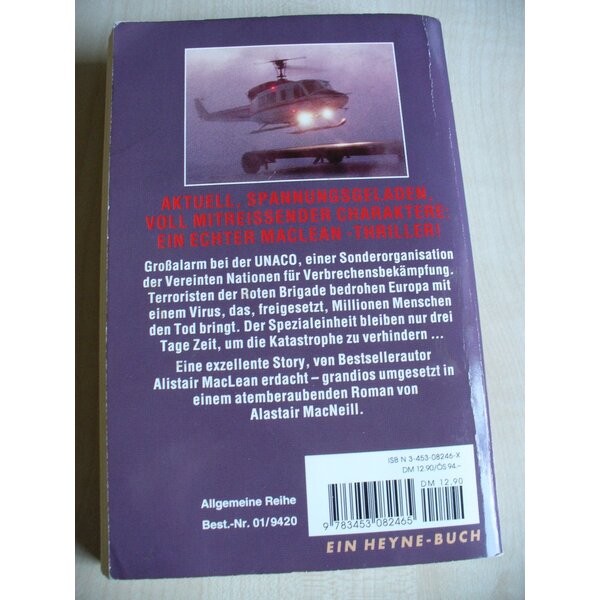 AKTUELL, SPANNUNGSGELADEN,
VOLL MITREISSENDER CHARAKTERE:
EIN ECHTER MACLEAN-THRILLER!
Großalarm bei der UNACO, einer Sonderorganisation
der Vereinten Nationen für Verbrechensbekämpfung.
Terroristen der Roten Brigade bedrohen Europa mit
einem Virus, das, freigesetzt, Millionen Menschen
den Tod bringt. Der Spezialeinheit bleiben nur drei
Tage Zeit, um die Katastrophe zu verhindern ...
Eine exzellente Story, von Bestsellerautor
Alistair MacLean erdacht – grandios umgesetzt in
einem atemberaubenden Roman von
Alastair MacNeill.
ISBN 3-453-08246-X
DM 12.90/ÖS 94.–
DM 12,90
Allgemeine Reihe
Best.-Nr. 01/9420
9 783453 082465
EIN HEYNE-BUCH